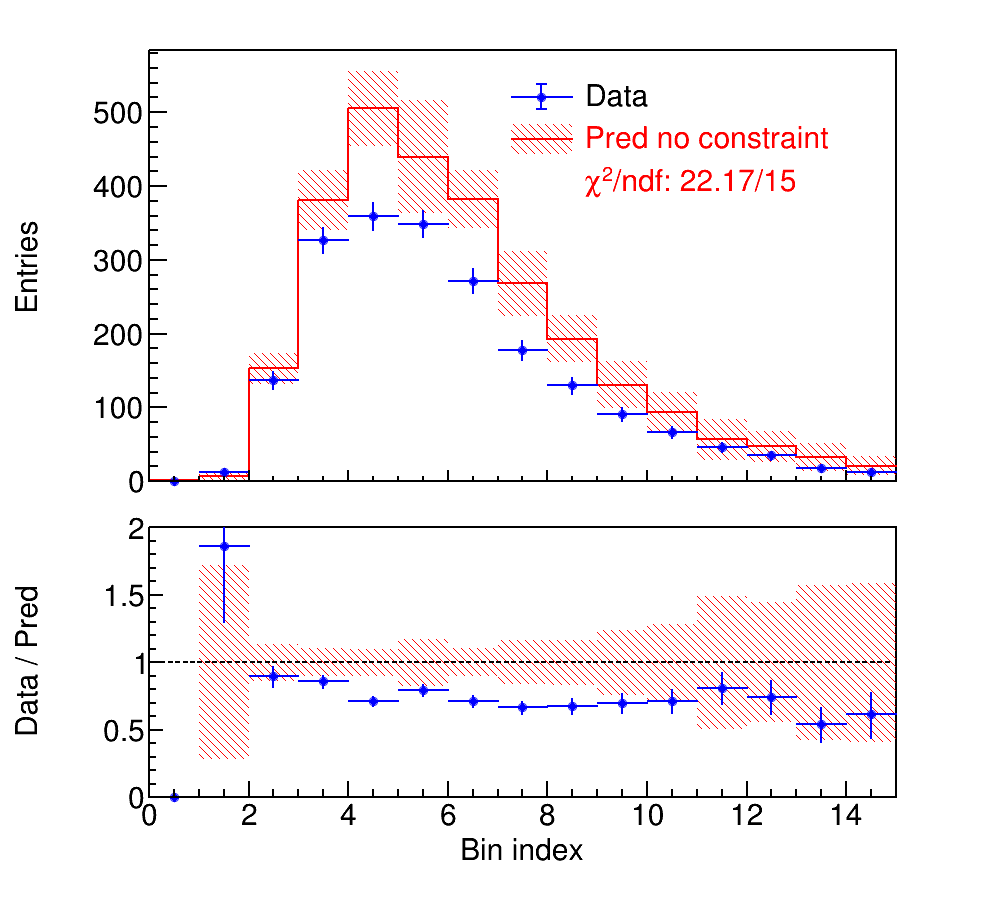 Entries
500
400
300
200
100
0
Data
Pred no constraint
χ²/ndf: 22.17/15
Data / Pred
2
1.5
1
0.5
0
0 2 4 6 8 10 12 14
Bin index